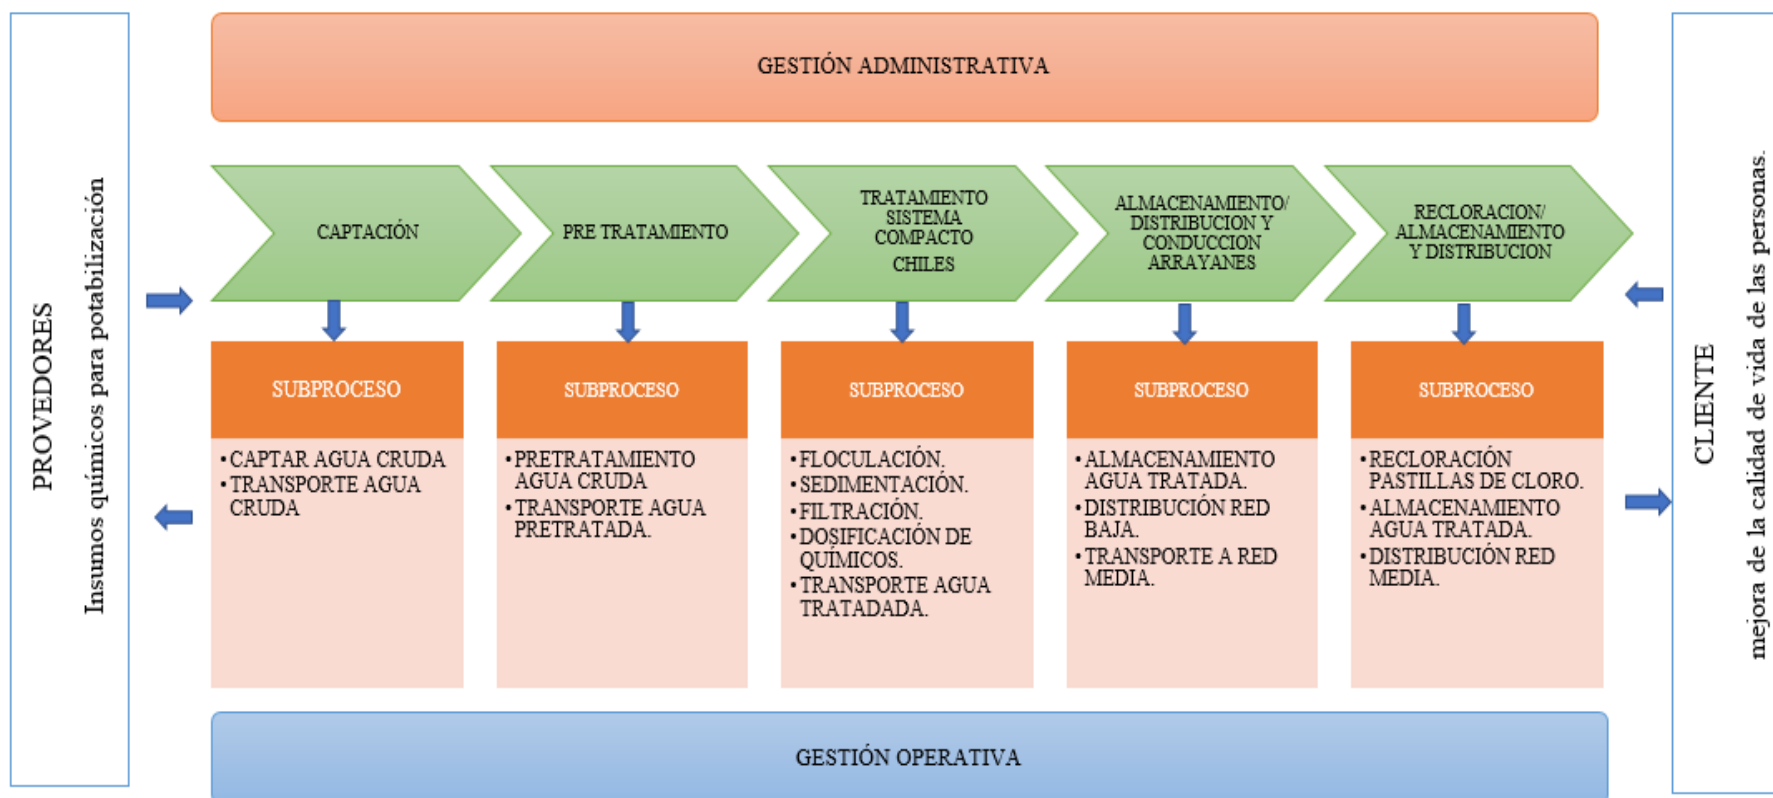 PROVEDORES
Insumos químicos para potabilización
GESTIÓN ADMINISTRATIVA
CAPTACIÓN
PRE TRATAMIENTO
TRATAMIENTO
SISTEMA
COMPACTO
CHILES
ALMACENAMIENTO/
DISTRIBUCION Y
CONDUCCION
ARRAYANES
RECLORACION/
ALMACENAMIENTO
Y DISTRIBUCION
SUBPROCESO
•CAPTAR AGUA CRUDA
•TRANSPORTE AGUA
CRUDA
SUBPROCESO
•PRETRATAMIENTO
AGUA CRUDA
•TRANSPORTE AGUA
PRETRATADA.
SUBPROCESO
•FLOCULACIÓN.
•SEDIMENTACIÓN.
•FILTRACIÓN.
•DOSIFICACIÓN DE
QUÍMICOS.
•TRANSPORTE AGUA
TRATADADA.
SUBPROCESO
•ALMACENAMIENTO
AGUA TRATADA.
•DISTRIBUCIÓN RED
BAJA.
•TRANSPORTE A RED
MEDIA.
SUBPROCESO
•RECLORACIÓN
PASTILLAS DE CLORO.
•ALMACENAMIENTO
AGUA TRATADA.
•DISTRIBUCIÓN RED
MEDIA.
GESTIÓN OPERATIVA
CLIENTE
mejora de la calidad de vida de las personas.